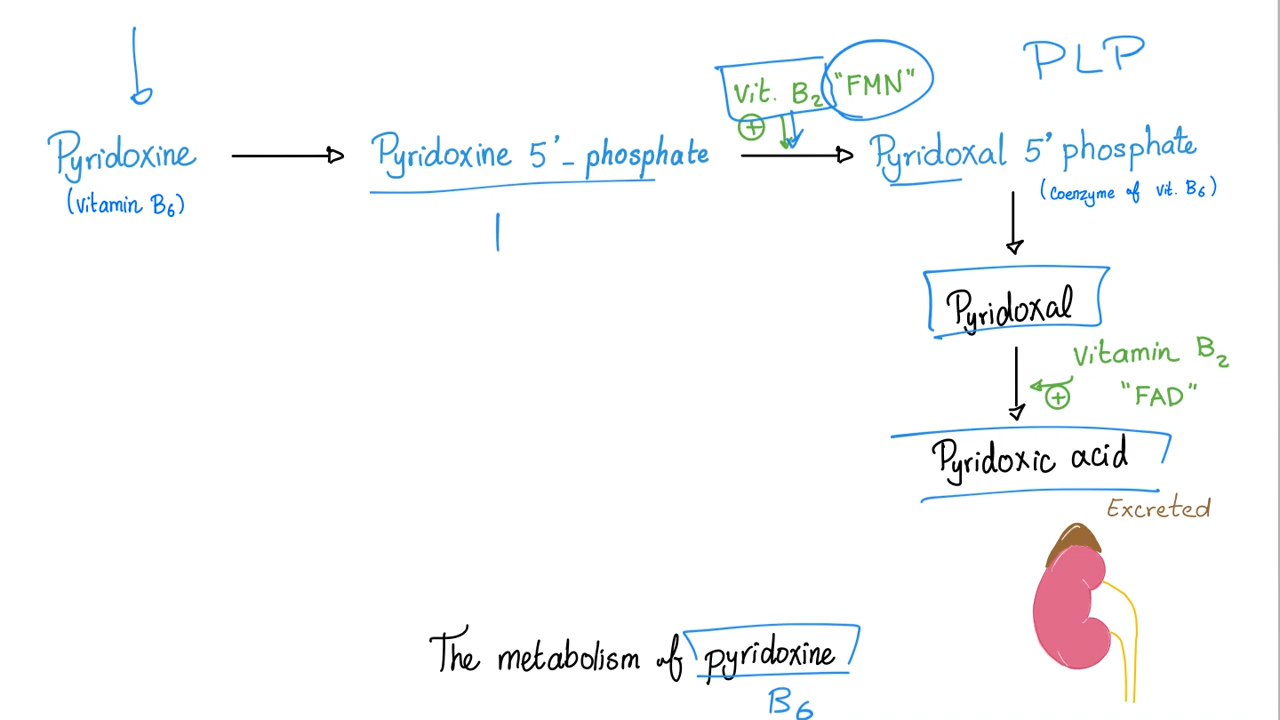 PLP
Vit. B₂ "FMN"
Pyridoxine
Pyridoxine 5'- phosphate
Pyridoxal 5' phosphate
(vitamin B₆)
(coenzyme of vit. B₆)
Pyridoxal
Vitamin B₂
"FAD"
Pyridoxic acid
Excreted
The metabolism of pyridoxine
B₆